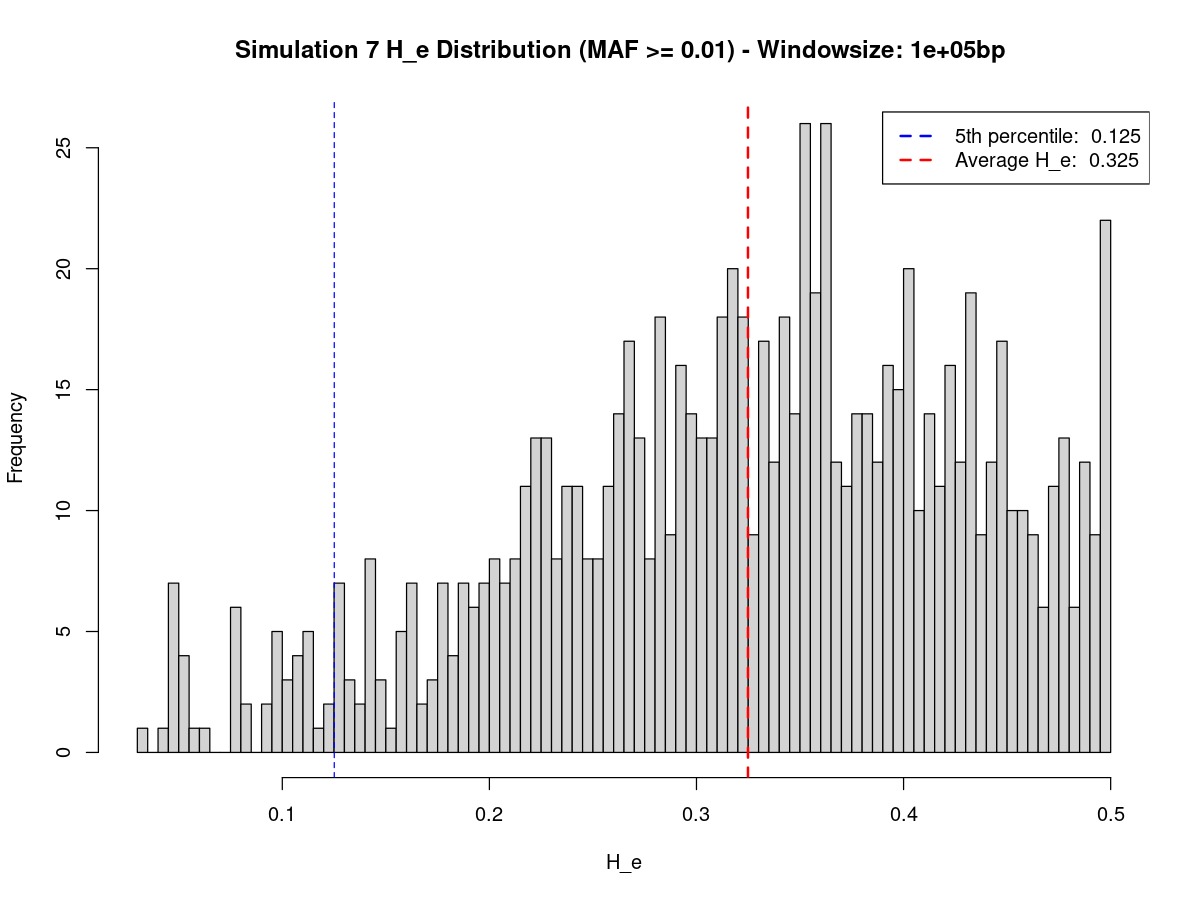 Simulation 7 H_e Distribution (MAF >= 0.01) - Windowsize: 1e+05bp
5th percentile: 0.125
Average H_e: 0.325
Frequency
25
20
15
10
5
0
0.1
0.2
0.3
0.4
0.5
H_e